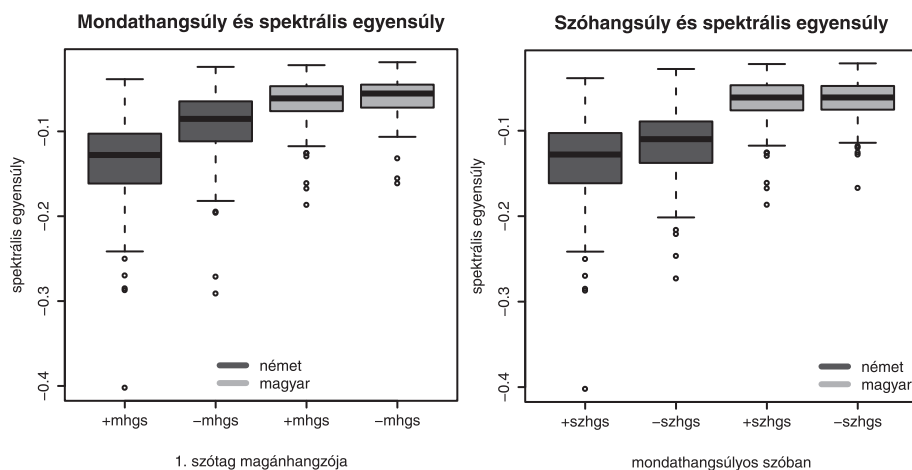 Mondathangsúly és spektrális egyensúly
spektrális egyensúly
−0.1
−0.2
−0.3
−0.4
német
magyar
+mhgs
−mhgs
+mhgs
−mhgs
1. szótag magánhangzója
Szóhangsúly és spektrális egyensúly
spektrális egyensúly
−0.1
−0.2
−0.3
−0.4
német
magyar
+szhgs
−szhgs
+szhgs
−szhgs
mondathangsúlyos szóban